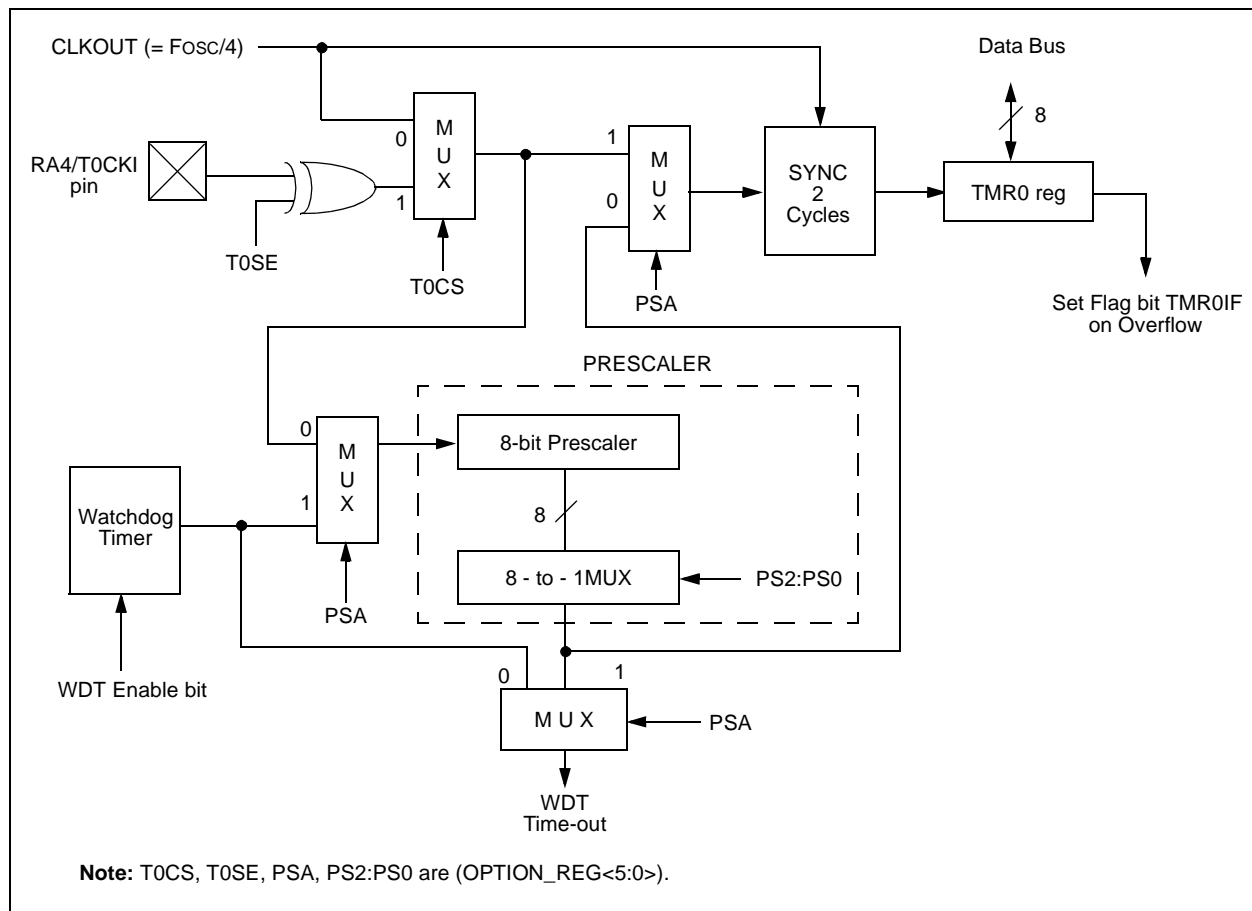 CLKOUT (= FOSC/4)
Data Bus
8
RA4/T0CKI
pin
0
1
M
U
X
T0SE
T0CS
1
0
M
U
X
PSA
SYNC
2
Cycles
TMR0 reg
Set Flag bit TMR0IF
on Overflow
PRESCALER
0
1
M
U
X
PSA
8-bit Prescaler
8
8 - to - 1MUX
PS2:PS0
Watchdog
Timer
WDT Enable bit
0
1
M U X
PSA
WDT
Time-out
Note: T0CS, T0SE, PSA, PS2:PS0 are (OPTION_REG<5:0>).